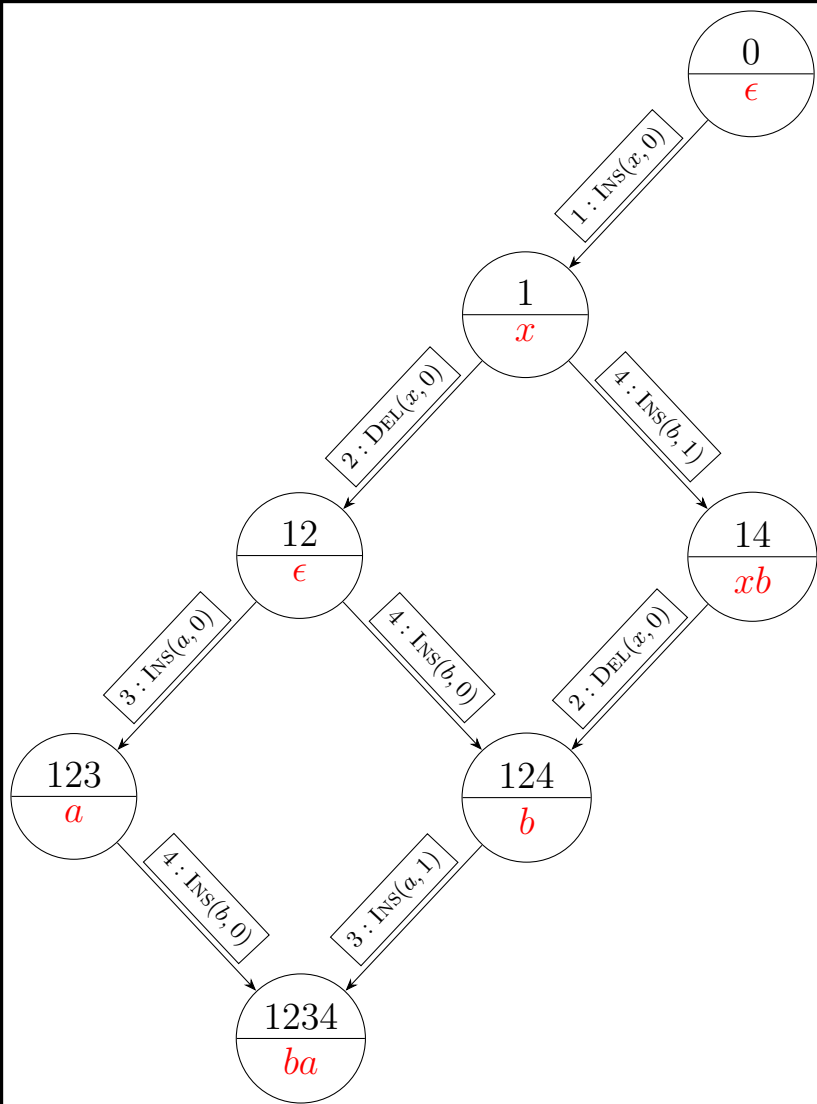 0
ϵ
1 : INS(x, 0)
1
x
2 : DEL(x, 0)
4 : INS(b, 1)
12
ϵ
14
xb
3 : INS(a, 0)
4 : INS(b, 0)
2 : DEL(x, 0)
123
a
124
b
4 : INS(b, 0)
3 : INS(a, 1)
1234
ba